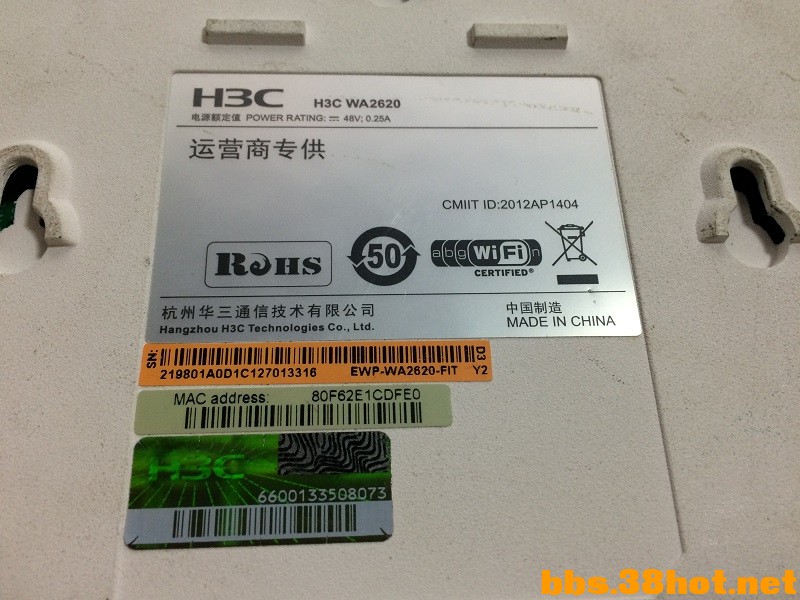 H3C H3C WA2620
电源额定值 POWER RATING: ⎓ 48V; 0.25A
运营商专供
CMIIT ID:2012AP1404
RoHS 50 abg WiFi n
CERTIFIED®
杭州华三通信技术有限公司 中国制造
Hangzhou H3C Technologies Co., Ltd. MADE IN CHINA
SN: D3
219801A0D1C127013316 EWP-WA2620-FIT Y2
MAC address: 80F62E1CDFE0
H3C
6600133508073
bbs.38hot.net